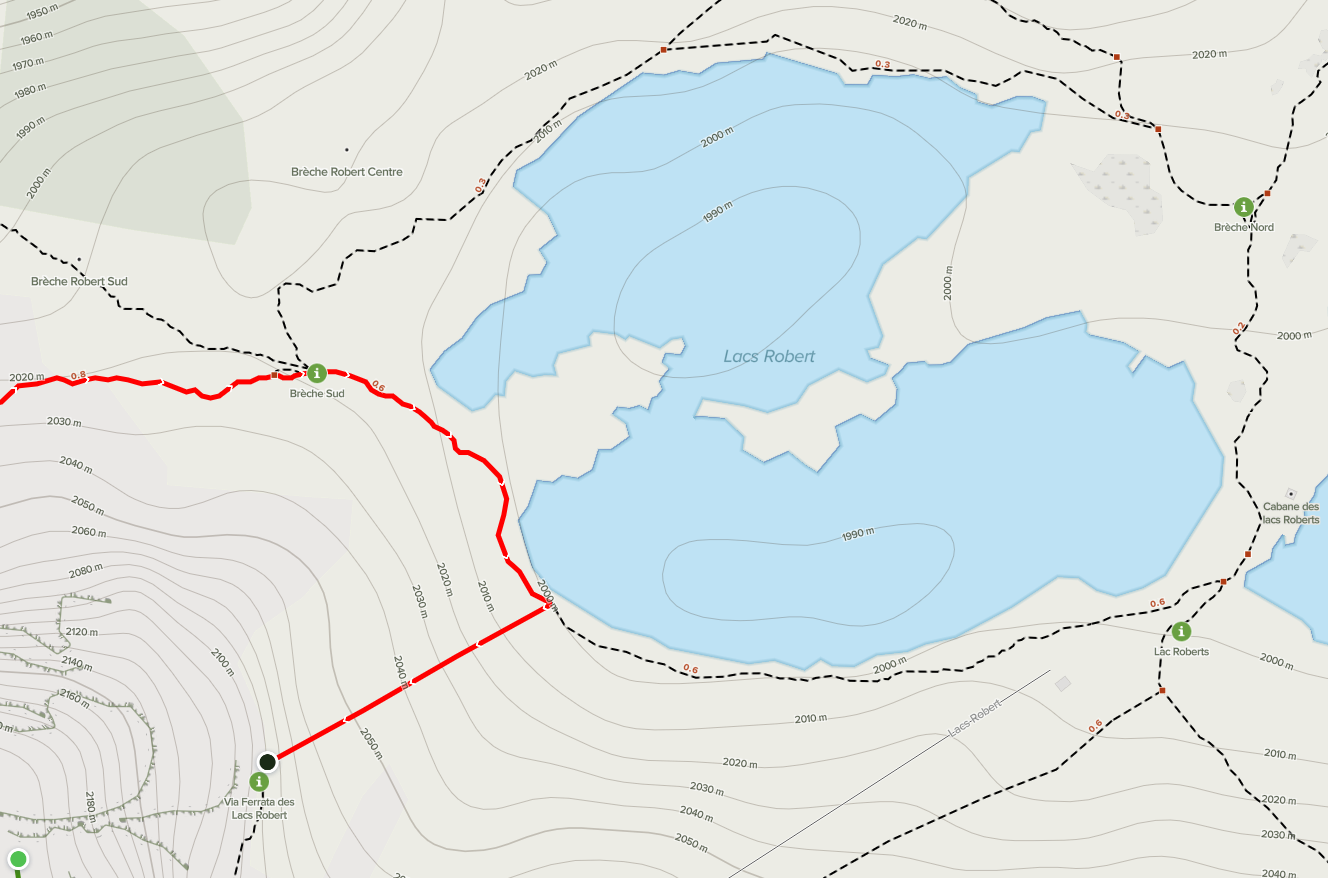 1950 m
1960 m
1970 m
1980 m
1990 m
2000 m
2020 m
2020 m
2020 m
0.3
2010 m
2000 m
0.3
Brèche Robert Centre
0.3
1990 m
Brèche Nord
Brèche Robert Sud
2000 m
0.2
2000 m
Lacs Robert
2020 m
0.8
0.6
Brèche Sud
2030 m
2040 m
2050 m
2060 m
2080 m
Cabane des
lacs Roberts
1990 m
2020 m
2030 m
2010 m
2000 m
0.6
2120 m
2140 m
2100 m
2160 m
2040 m
0.6
2000 m
Lac Roberts
2000 m
Lacs-Robert
2010 m
0.6
2050 m
2010 m
2020 m
2030 m
Via Ferrata des
Lacs Robert
2180 m
2040 m
2050 m
2020 m
2030 m
2040 m